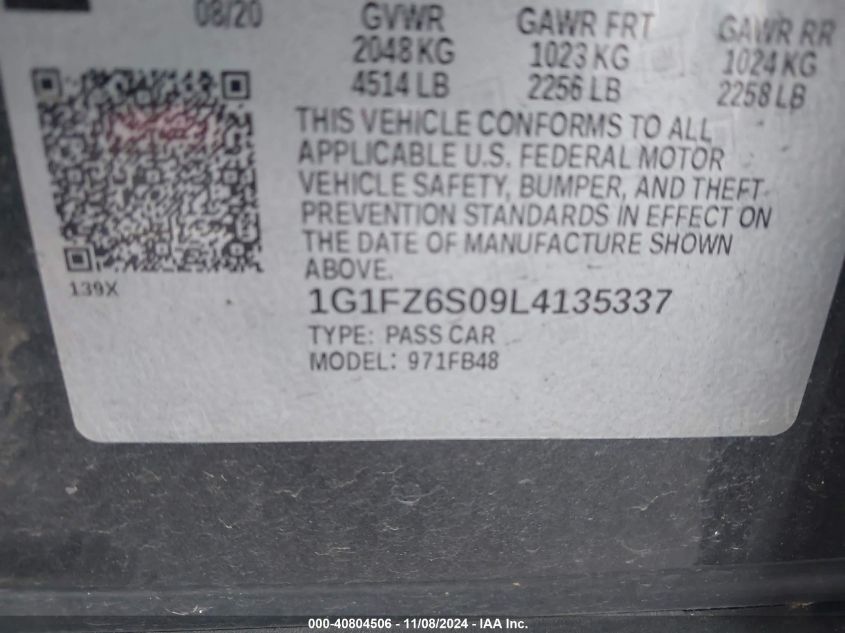 08/20 GVWR GAWR FRT GAWR RR
2048 KG 1023 KG 1024 KG
4514 LB 2256 LB 2258 LB
THIS VEHICLE CONFORMS TO ALL
APPLICABLE U.S. FEDERAL MOTOR
VEHICLE SAFETY, BUMPER, AND THEFT
PREVENTION STANDARDS IN EFFECT ON
THE DATE OF MANUFACTURE SHOWN
ABOVE.
139X
1G1FZ6S09L4135337
TYPE: PASS CAR
MODEL: 971FB48
000-40804506 - 11/08/2024 - IAA Inc.